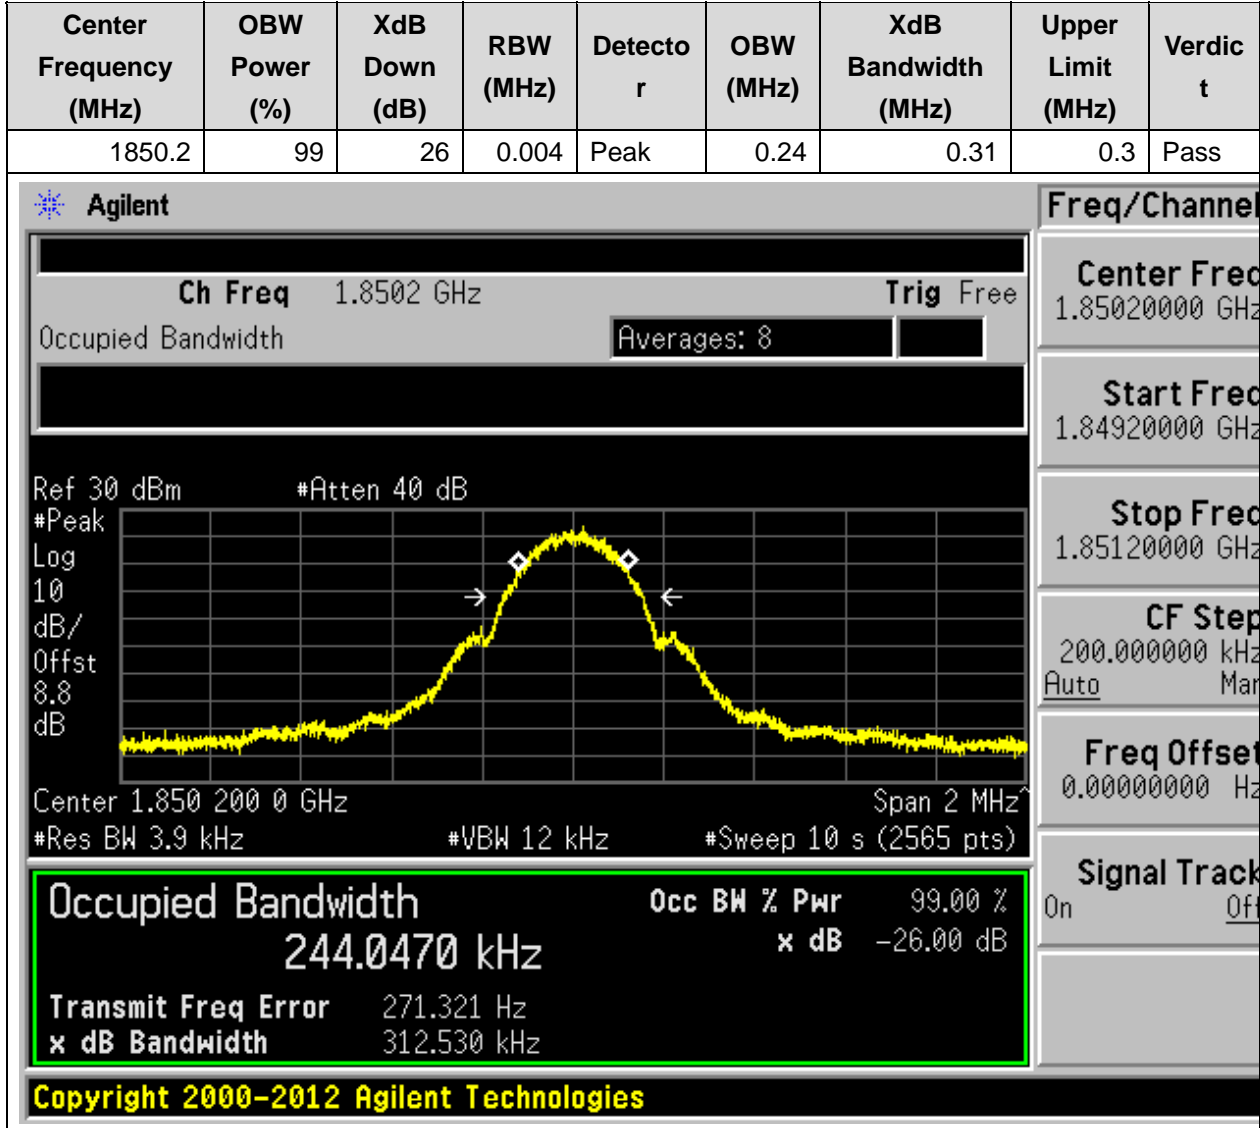 Center Frequency (MHz) OBW Power (%) XdB Down (dB) RBW (MHz) Detector OBW (MHz) XdB Bandwidth (MHz) Upper Limit (MHz) Verdict
1850.2 99 26 0.004 Peak 0.24 0.31 0.3 Pass
Agilent
Freq/Channel
Ch Freq 1.8502 GHz Trig Free
Occupied Bandwidth Averages: 8
Center Freq
1.85020000 GHz
Start Freq
1.84920000 GHz
Stop Freq
1.85120000 GHz
CF Step
200.000000 kHz
Auto Man
Freq Offset
0.00000000 Hz
Signal Track
On Off
Ref 30 dBm #Atten 40 dB
#Peak
Log
10
dB/
Offst
8.8
dB
Center 1.850 200 0 GHz Span 2 MHz^
#Res BW 3.9 kHz #VBW 12 kHz #Sweep 10 s (2565 pts)
Occupied Bandwidth Occ BW % Pwr 99.00 %
244.0470 kHz x dB -26.00 dB
Transmit Freq Error 271.321 Hz
x dB Bandwidth 312.530 kHz
Copyright 2000-2012 Agilent Technologies